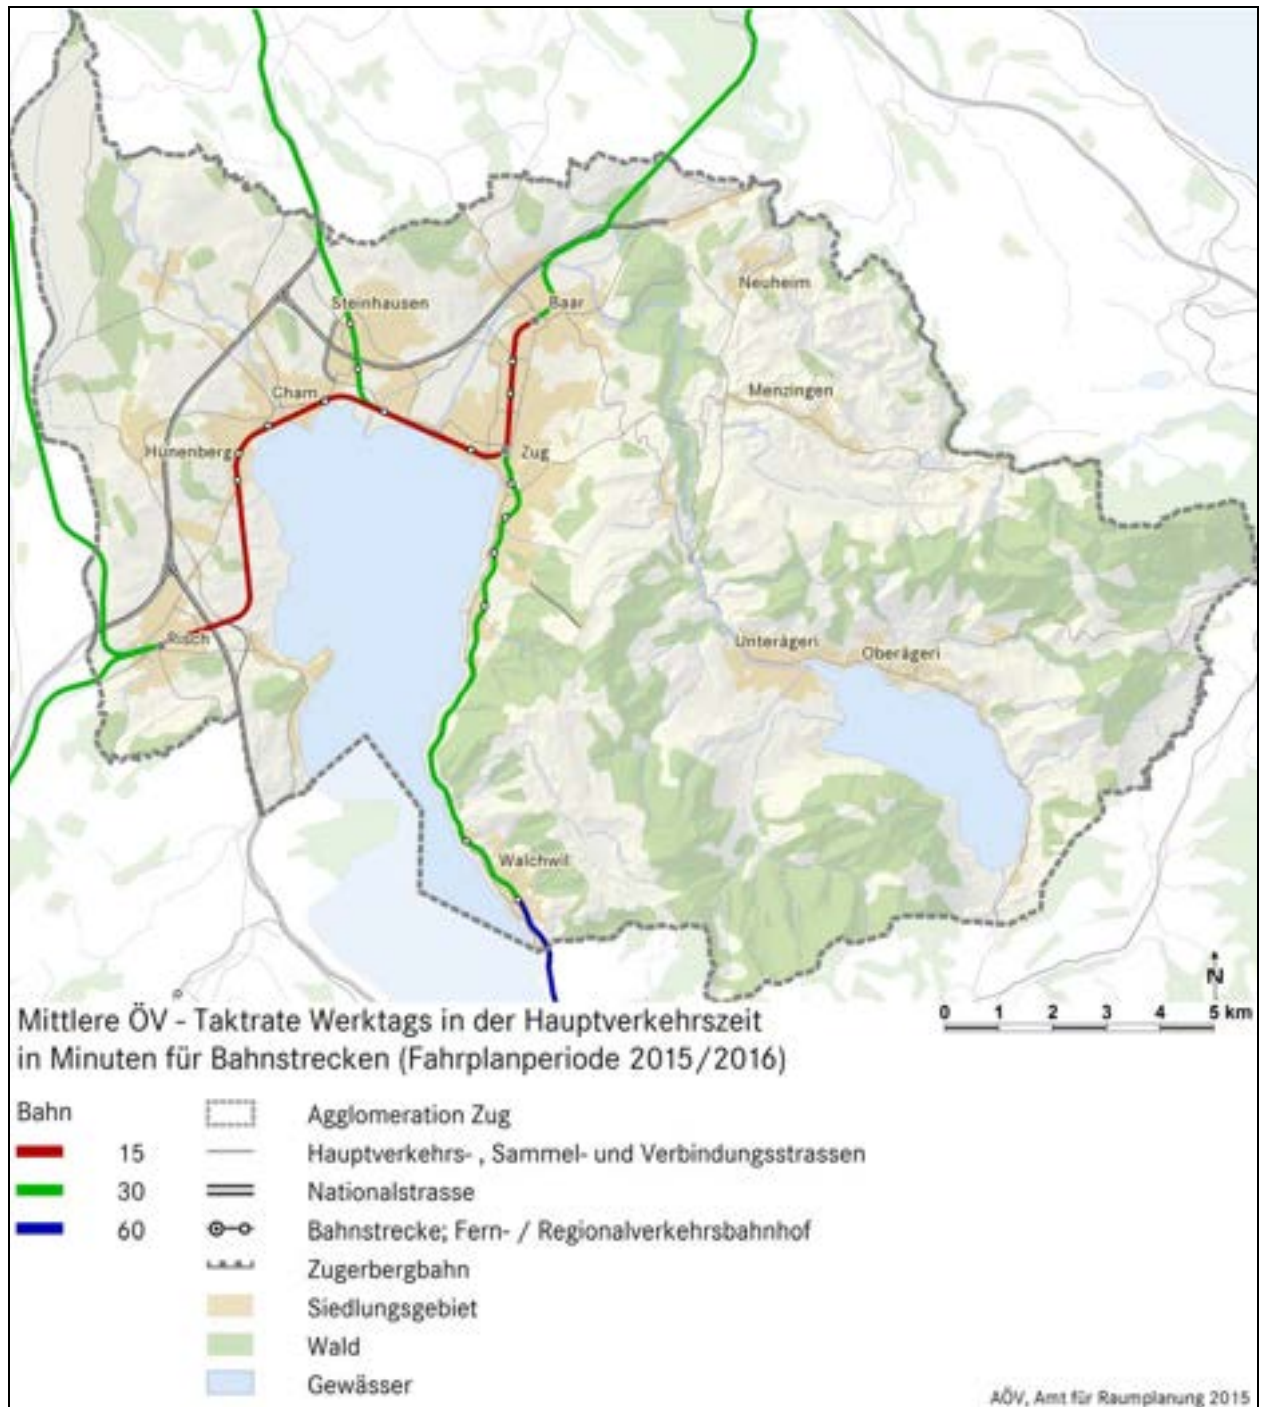 Steinhausen
Baar
Neuheim
Cham
Menzingen
Hünenberg
Zug
Risch
Unterägeri
Oberägeri
Walchwil
N
0 1 2 3 4 5 km
Mittlere ÖV - Taktrate Werktags in der Hauptverkehrszeit
in Minuten für Bahnstrecken (Fahrplanperiode 2015/2016)
Bahn
Agglomeration Zug
15
Hauptverkehrs- , Sammel- und Verbindungsstrassen
30
Nationalstrasse
60
Bahnstrecke; Fern- / Regionalverkehrsbahnhof
Zugerbergbahn
Siedlungsgebiet
Wald
Gewässer
AÖV, Amt für Raumplanung 2015